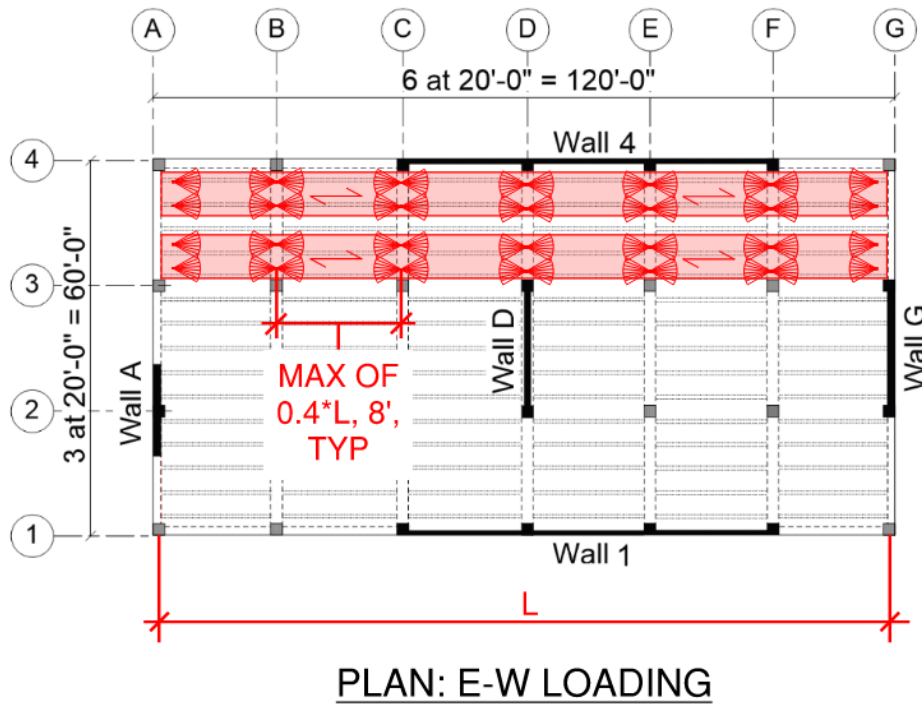 A B C D E F G
6 at 20'-0" = 120'-0"
4
Wall 4
3 at 20'-0" = 60'-0"
3
Wall D
Wall G
MAX OF
0.4*L, 8',
TYP
Wall A
2
1
Wall 1
L
PLAN: E-W LOADING